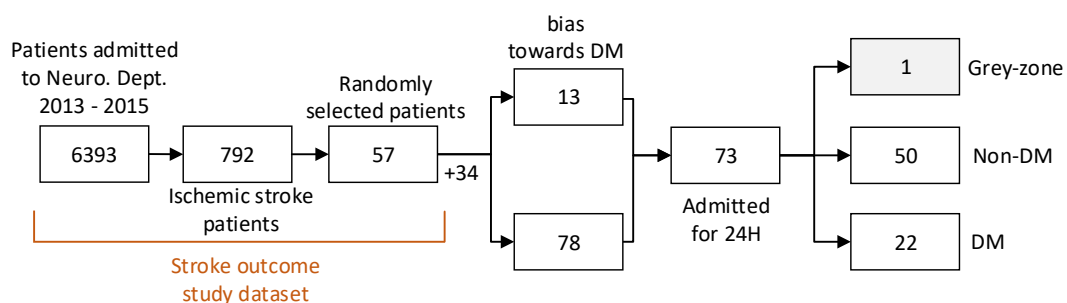 Patients admitted
to Neuro. Dept.
2013 - 2015
6393
792
Ischemic stroke
patients
Randomly
selected patients
57
+34
Stroke outcome
study dataset
bias
towards DM
13
78
73
Admitted
for 24H
1
Grey-zone
50
Non-DM
22
DM